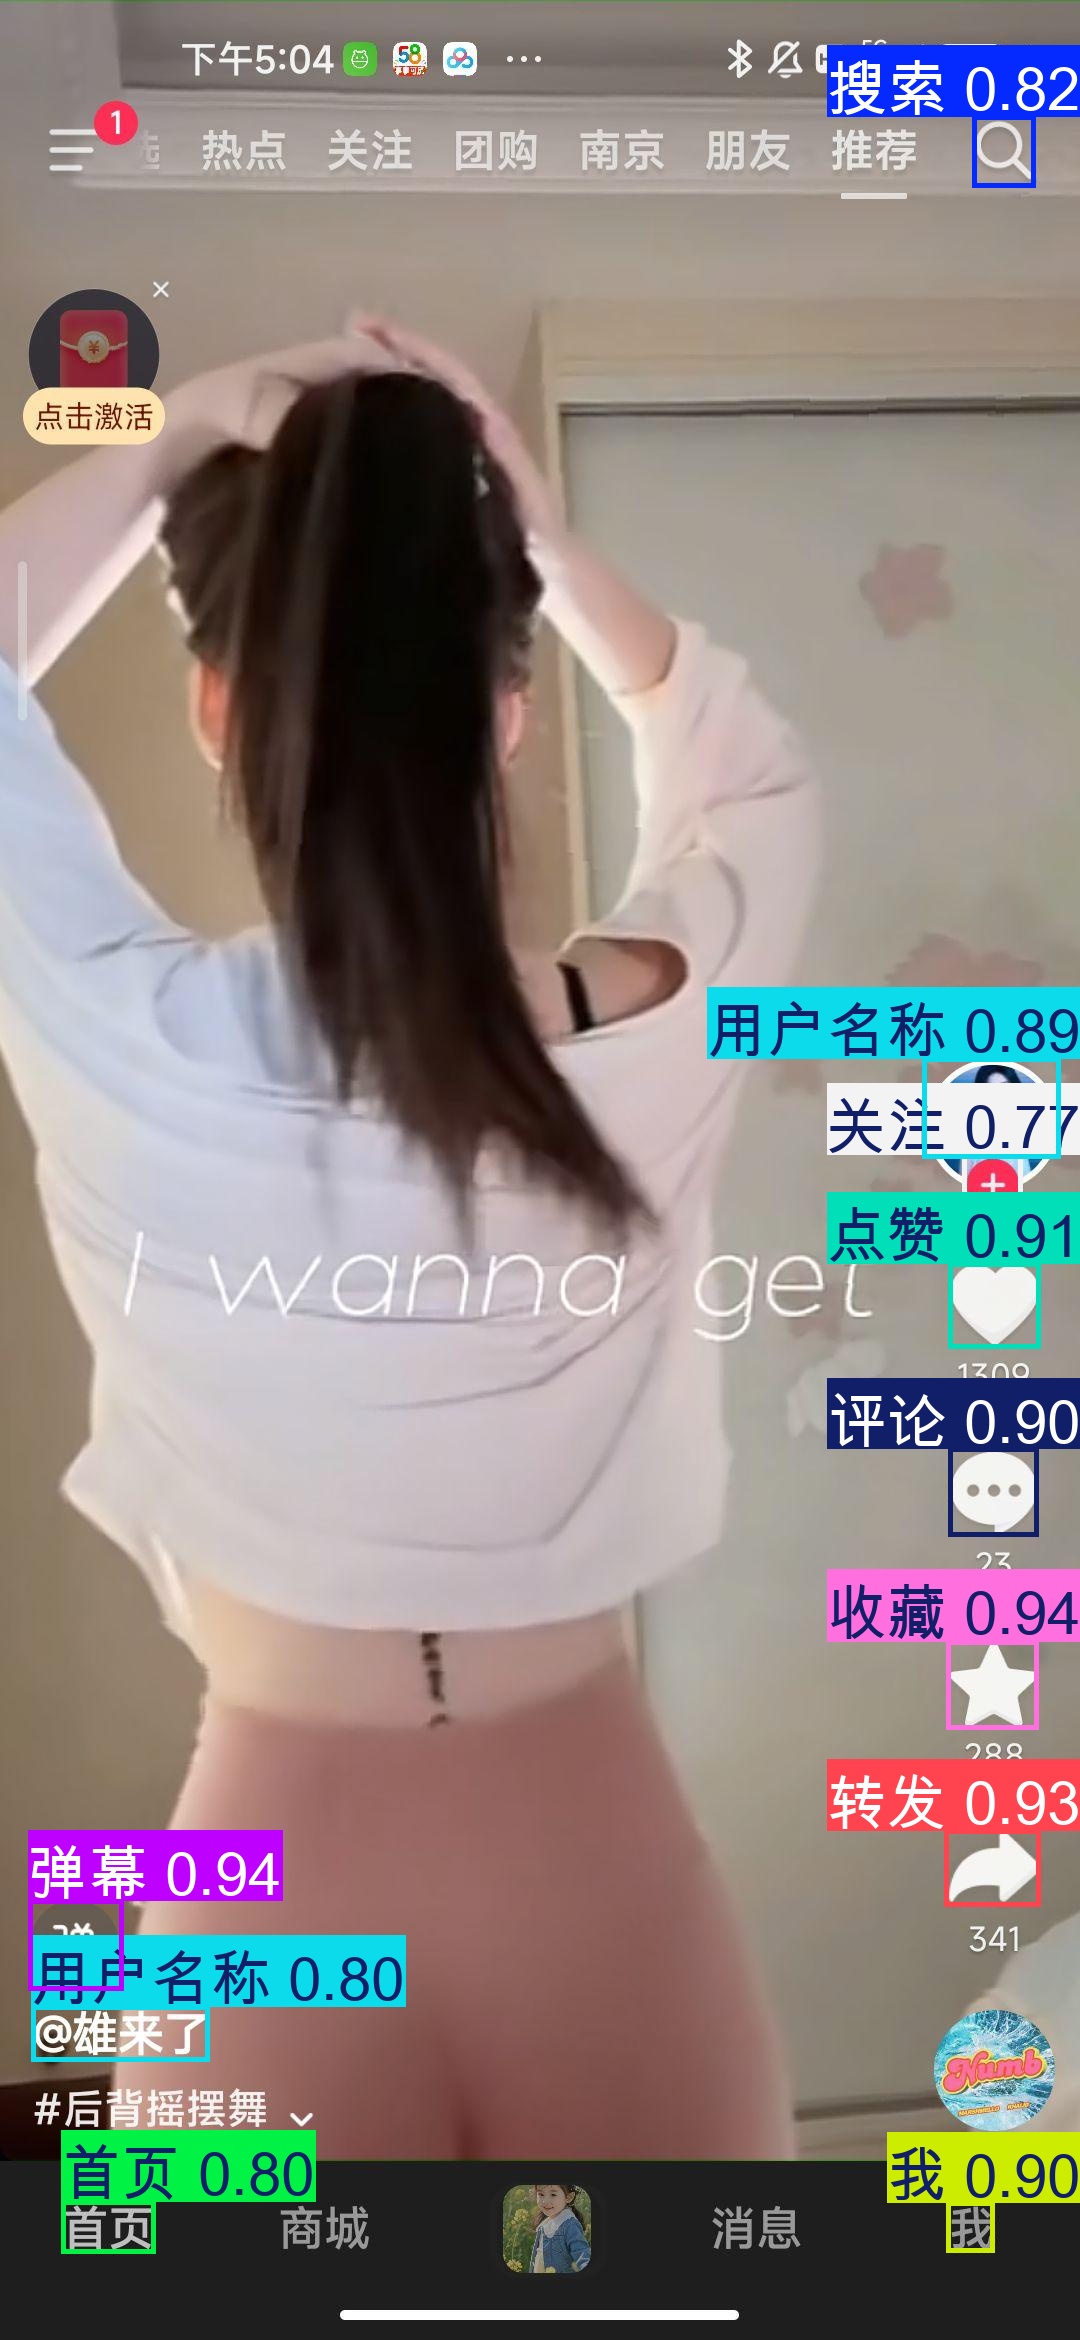 下午5:04
搜索 0.82
1
热点 关注 团购 南京 朋友 推荐
点击激活
用户名称 0.89
关注 0.77
点赞 0.91
I wanna get
1309
评论 0.90
23
收藏 0.94
288
转发 0.93
341
弹幕 0.94
用户名称 0.80
@雄来了
#后背摇摆舞
Numb
首页 0.80
我 0.90
首页 商城 消息 我